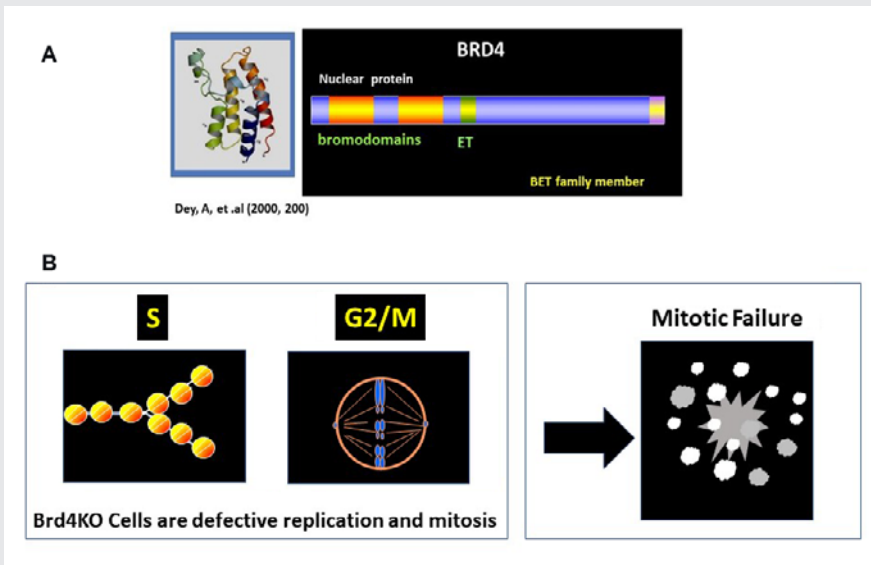 A
BRD4
Nuclear protein
bromodomains
ET
BET family member
Dey, A, et .al (2000, 200)
B
S
G2/M
Mitotic Failure
Brd4KO Cells are defective replication and mitosis